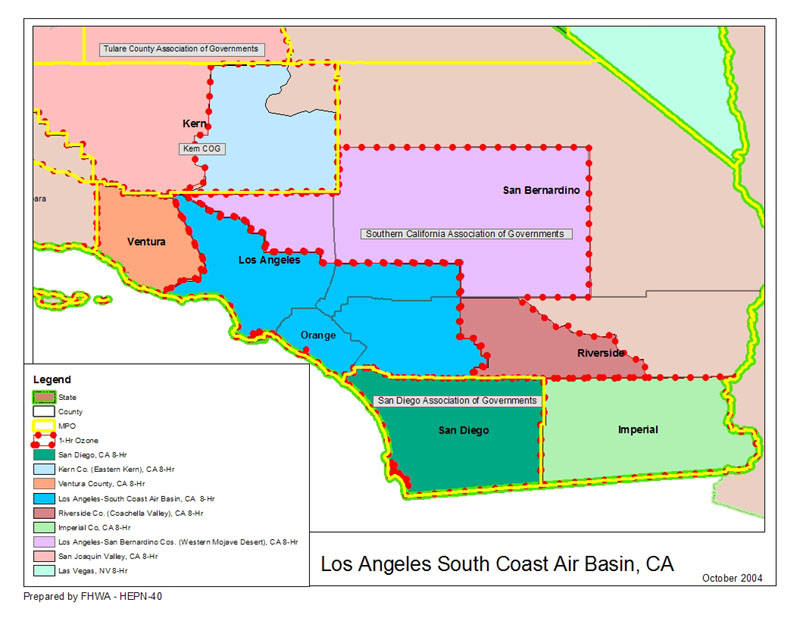 Tulare County Association of Governments
Kern
Kern COG
ara
San Bernardino
Southern California Association of Governments
Ventura
Los Angeles
Orange
Riverside
San Diego Association of Governments
San Diego
Imperial
Legend
State
County
MPO
1-Hr Ozone
San Diego, CA 8-Hr
Kern Co. (Eastern Kern), CA 8-Hr
Ventura County, CA 8-Hr
Los Angeles-South Coast Air Basin, CA 8-Hr
Riverside Co. (Coachella Valley), CA 8-Hr
Imperial Co, CA 8-Hr
Los Angeles-San Bernardino Cos. (Western Mojave Desert), CA 8-Hr
San Joaquin Valley, CA 8-Hr
Las Vegas, NV 8-Hr
Los Angeles South Coast Air Basin, CA
October 2004
Prepared by FHWA - HEPN-40